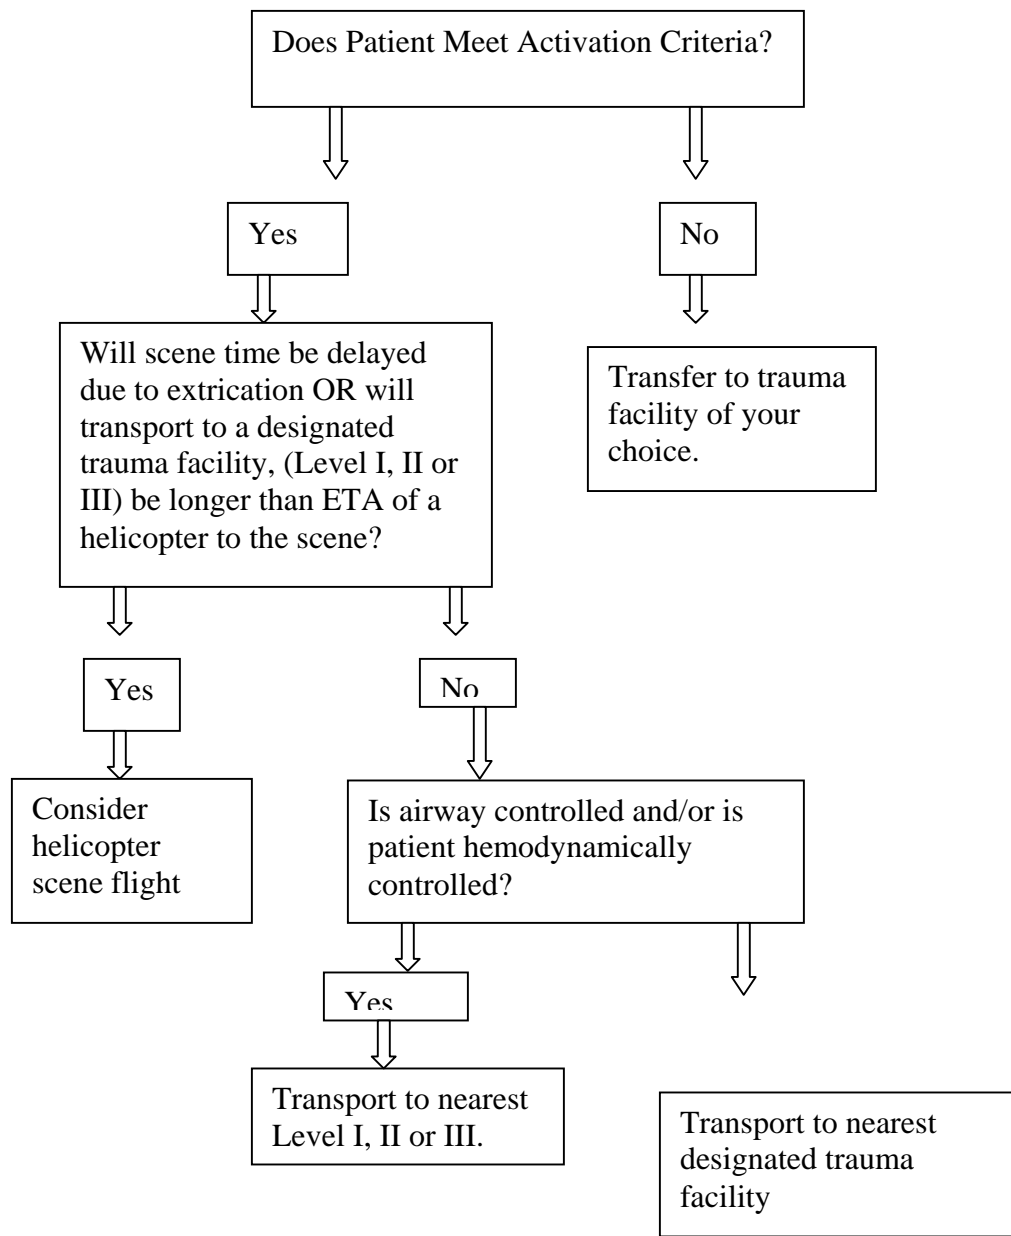 Does Patient Meet Activation Criteria?
Yes
No
Will scene time be delayed
due to extrication OR will
transport to a designated
trauma facility, (Level I, II or
III) be longer than ETA of a
helicopter to the scene?
Transfer to trauma
facility of your
choice.
Yes
No
Consider
helicopter
scene flight
Is airway controlled and/or is
patient hemodynamically
controlled?
Yes
Transport to nearest
Level I, II or III.
Transport to nearest
designated trauma
facility